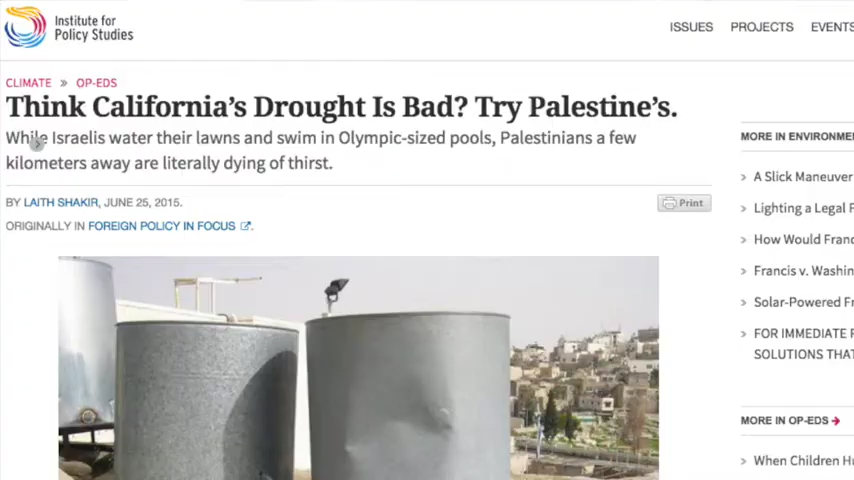 Institute for
Policy Studies
ISSUES PROJECTS EVENTS
CLIMATE » OP-EDS
Think California's Drought Is Bad? Try Palestine's.
While Israelis water their lawns and swim in Olympic-sized pools, Palestinians a few
kilometers away are literally dying of thirst.
BY LAITH SHAKIR, JUNE 25, 2015.
Print
ORIGINALLY IN FOREIGN POLICY IN FOCUS.
MORE IN ENVIRONME
A Slick Maneuver
Lighting a Legal F
How Would Franc
Francis v. Washin
Solar-Powered Fr
FOR IMMEDIATE R
SOLUTIONS THAT
MORE IN OP-EDS
When Children Hu